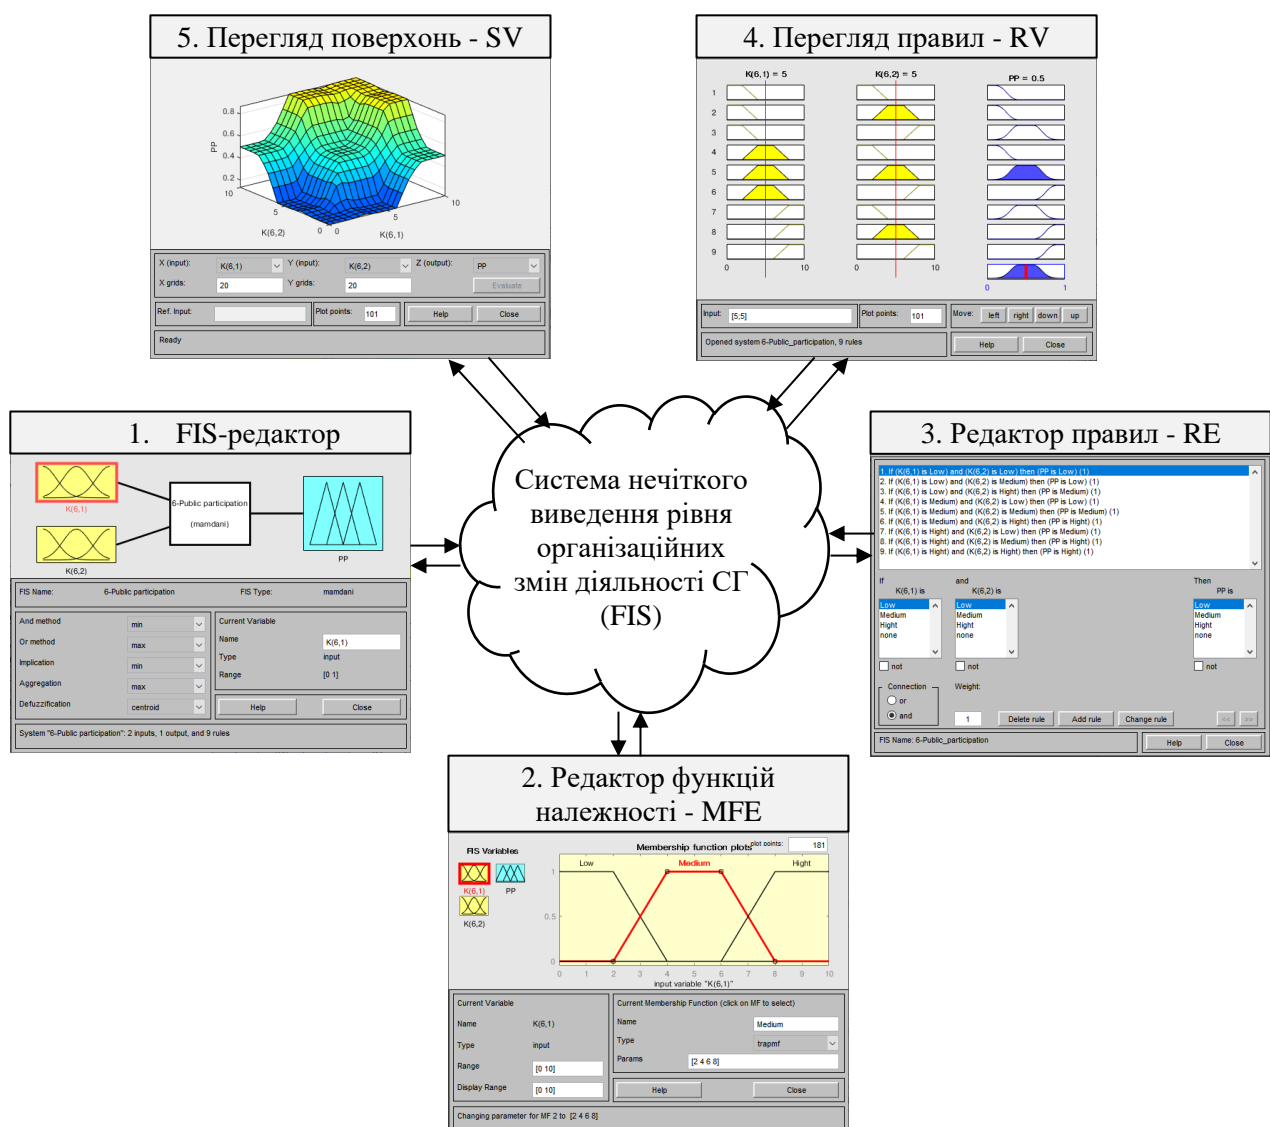 5. Перегляд поверхонь - SV
0.8
0.6
0.4
0.2
PP
10
5
0
0
5
10
K(6,2)
K(6,1)
X (input): K(6,1) Y (input): K(6,2) Z (output): PP
X grids: 20 Y grids: 20 Evaluate
Ref. Input: Plot points: 101 Help Close
Ready
4. Перегляд правил - RV
K(6,1) = 5 K(6,2) = 5 PP = 0.5
1
2
3
4
5
6
7
8
9
0 10 0 10
0 1
Input: [5;5] Plot points: 101 Move: left right down up
Opened system 6-Public_participation, 9 rules Help Close
1. FIS-редактор
K(6,1)
K(6,2)
6-Public participation
(mamdani)
PP
FIS Name: 6-Public participation FIS Type: mamdani
And method min
Or method max
Implication min
Aggregation max
Defuzzification centroid
Current Variable
Name K(6,1)
Type input
Range [0 1]
Help Close
System "6-Public participation": 2 inputs, 1 output, and 9 rules
Система нечіткого
виведення рівня
організаційних
змін діяльності СГ
(FIS)
3. Редактор правил - RE
1. If (K(6,1) is Low) and (K(6,2) is Low) then (PP is Low) (1)
2. If (K(6,1) is Low) and (K(6,2) is Medium) then (PP is Low) (1)
3. If (K(6,1) is Low) and (K(6,2) is Hight) then (PP is Medium) (1)
4. If (K(6,1) is Medium) and (K(6,2) is Low) then (PP is Low) (1)
5. If (K(6,1) is Medium) and (K(6,2) is Medium) then (PP is Medium) (1)
6. If (K(6,1) is Medium) and (K(6,2) is Hight) then (PP is Hight) (1)
7. If (K(6,1) is Hight) and (K(6,2) is Low) then (PP is Medium) (1)
8. If (K(6,1) is Hight) and (K(6,2) is Medium) then (PP is Hight) (1)
9. If (K(6,1) is Hight) and (K(6,2) is Hight) then (PP is Hight) (1)
If and Then
K(6,1) is K(6,2) is PP is
Low Low Low
Medium Medium Medium
Hight Hight Hight
none none none
not not not
Connection Weight:
or
and 1 Delete rule Add rule Change rule << >>
FIS Name: 6-Public_participation Help Close
2. Редактор функцій
належності - MFE
FIS Variables
K(6,1) PP
K(6,2)
Membership function plots plot points: 181
Low Medium Hight
1
0.5
0
0 1 2 3 4 5 6 7 8 9 10
input variable "K(6,1)"
Current Variable
Name K(6,1)
Type input
Range [0 10]
Display Range [0 10]
Current Membership Function (click on MF to select)
Name Medium
Type trapmf
Params [2 4 6 8]
Help Close
Changing parameter for MF 2 to [2 4 6 8]